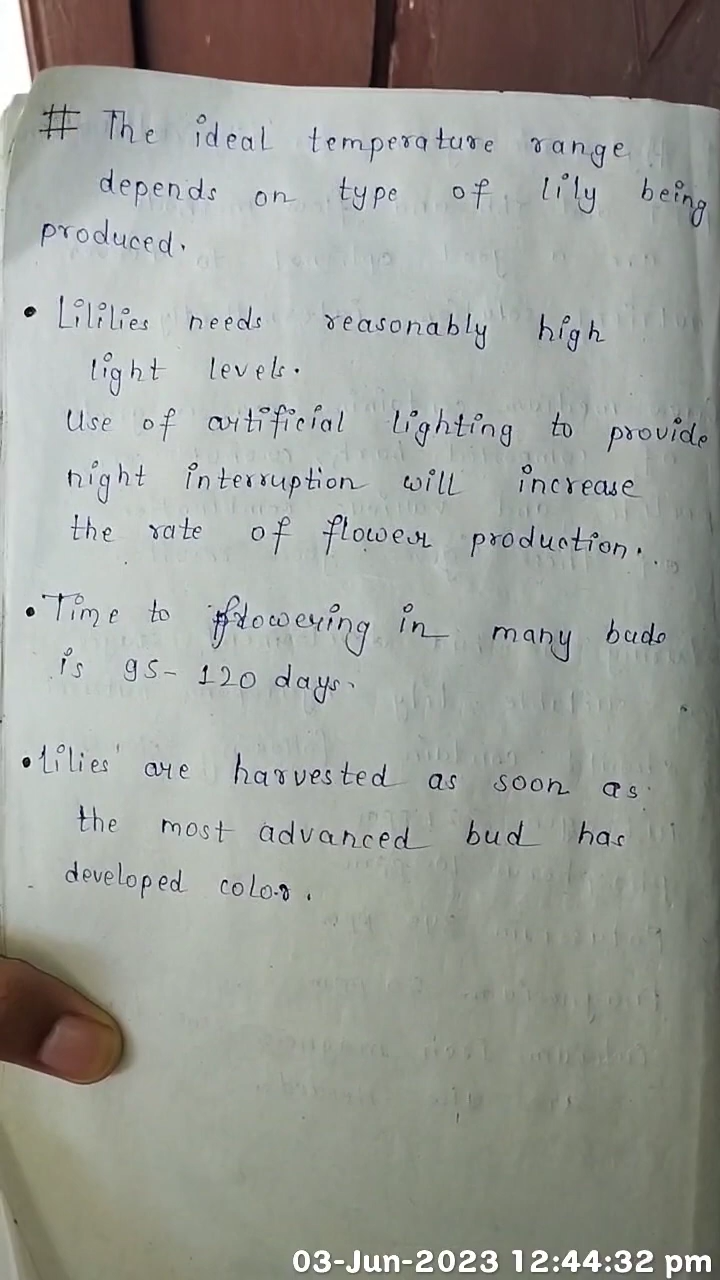 # The ideal temperature range
depends on type of lily being
produced.
• Lililies needs reasonably high
light levels.
Use of artificial lighting to provide
night interruption will increase
the rate of flower production.
• Time to flowering in many buds
is 95- 120 days.
• Lilies are harvested as soon as
the most advanced bud has
developed color.
03-Jun-2023 12:44:32 pm